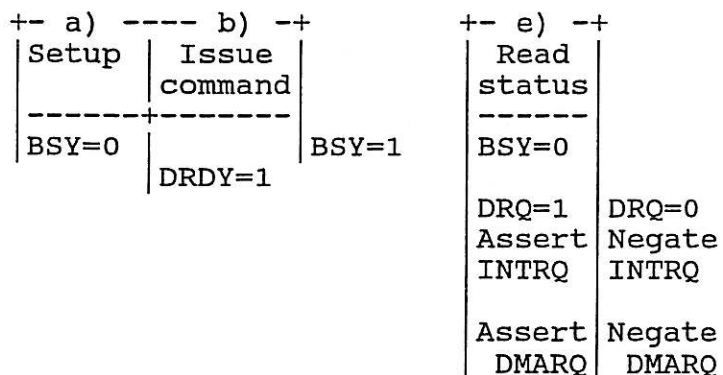 +- a) ---- b) -+ +- e) -+
Setup Issue Read
command status
-------+------- ------
BSY=0 BSY=1 BSY=0
DRDY=1
DRQ=1 DRQ=0
Assert Negate
INTRQ INTRQ
Assert Negate
DMARQ DMARQ